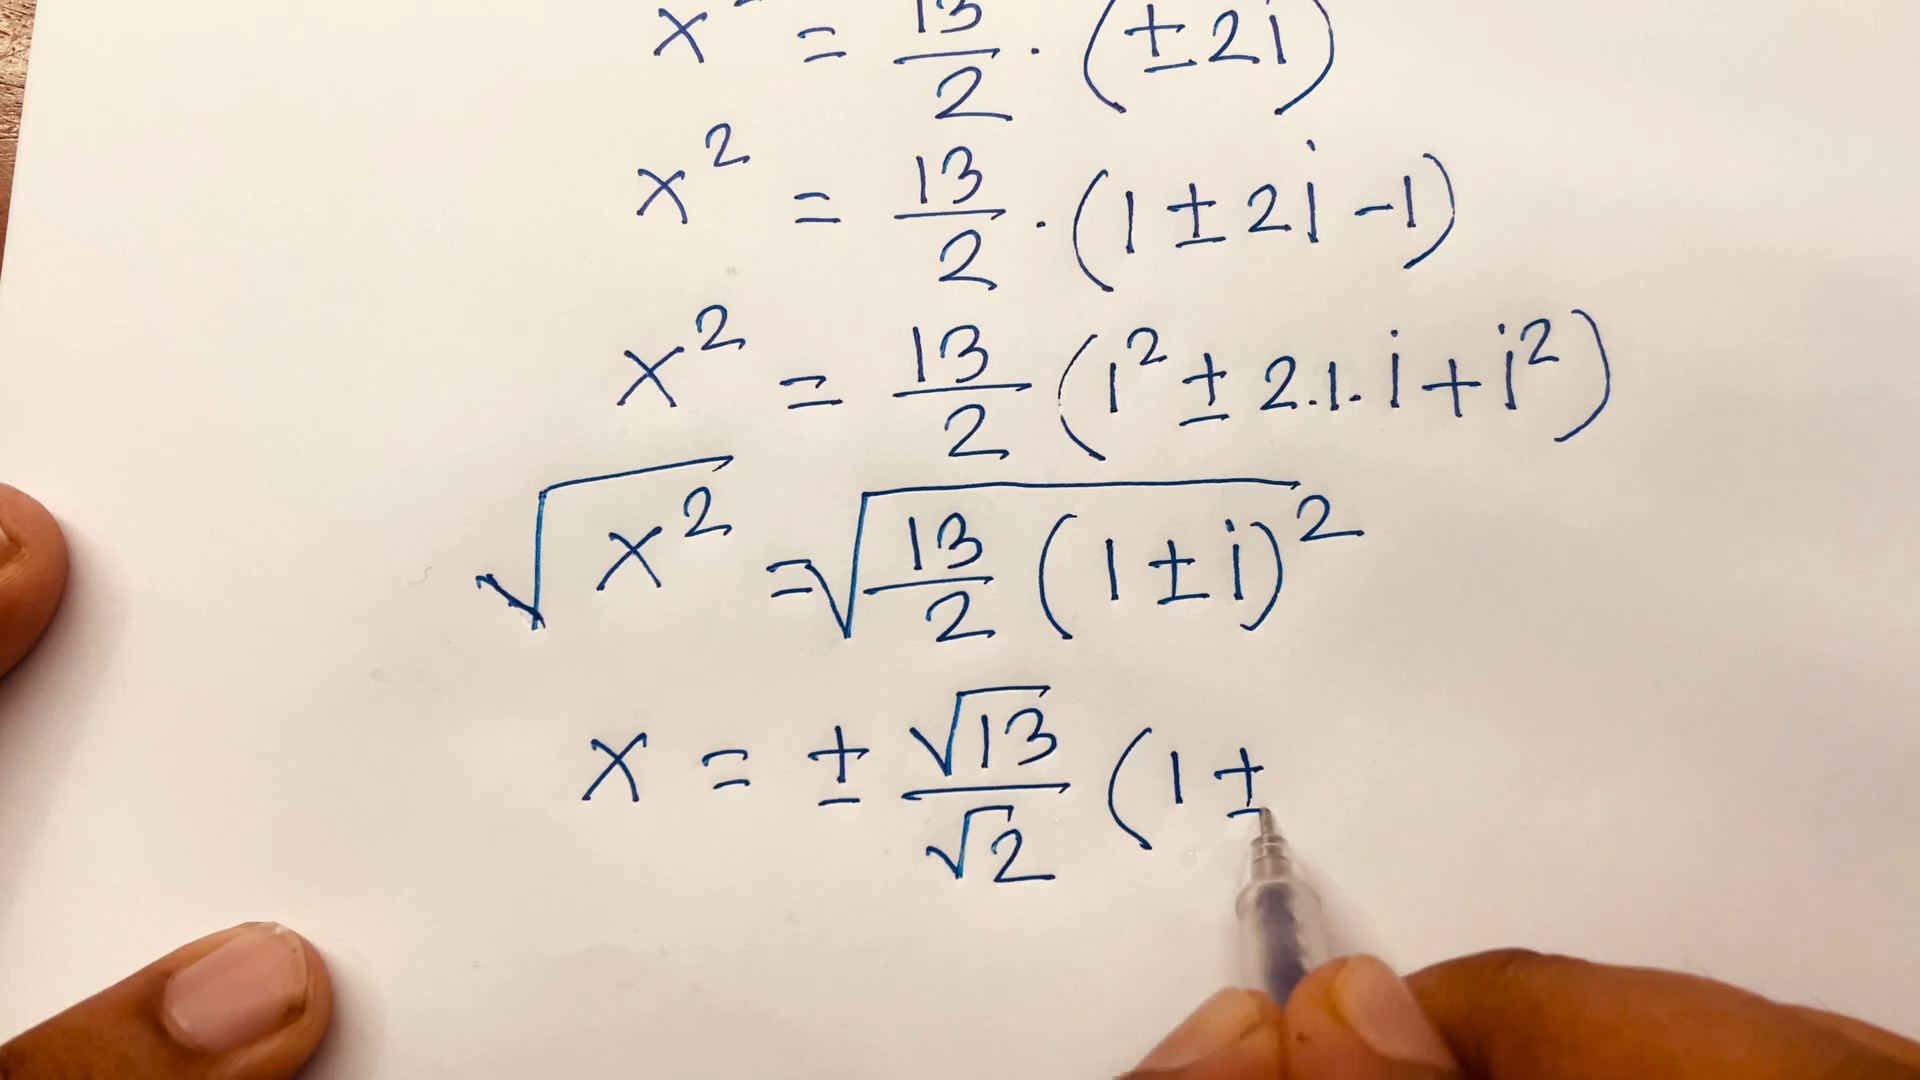 x² = 13/2 · (±2i)
x² = 13/2 · (1 ± 2i -1)
x² = 13/2 (1² ± 2.1.i + i²)
√x² = √13/2 (1 ± i)²
x = ± √13/√2 (1 ±